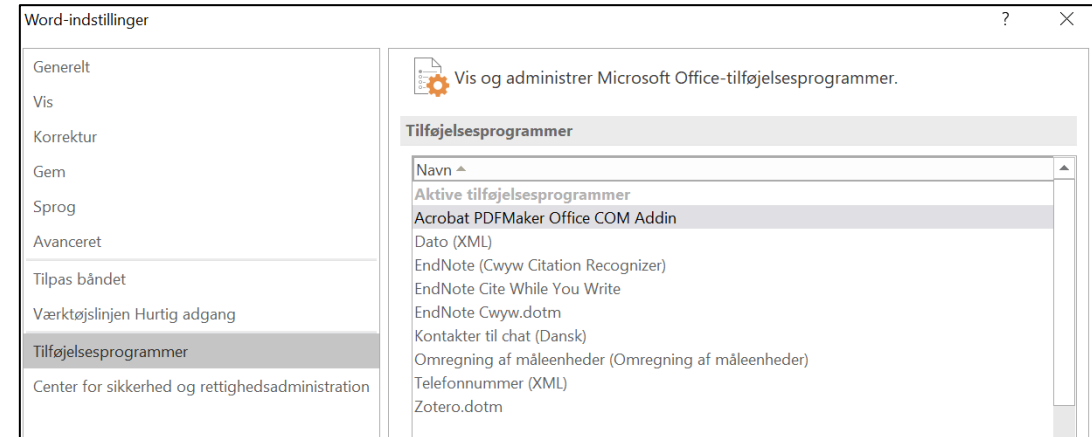 Word-indstillinger
Generelt
Vis
Korrektur
Gem
Sprog
Avanceret
Tilpas båndet
Værktøjslinjen Hurtig adgang
Tilføjelsesprogrammer
Center for sikkerhed og rettighedsadministration
Vis og administrer Microsoft Office-tilføjelsesprogrammer.
Tilføjelsesprogrammer
Navn
Aktive tilføjelsesprogrammer
Acrobat PDFMaker Office COM Addin
Dato (XML)
EndNote (Cwyw Citation Recognizer)
EndNote Cite While You Write
EndNote Cwyw.dotm
Kontakter til chat (Dansk)
Omregning af måleenheder (Omregning af måleenheder)
Telefonnummer (XML)
Zotero.dotm